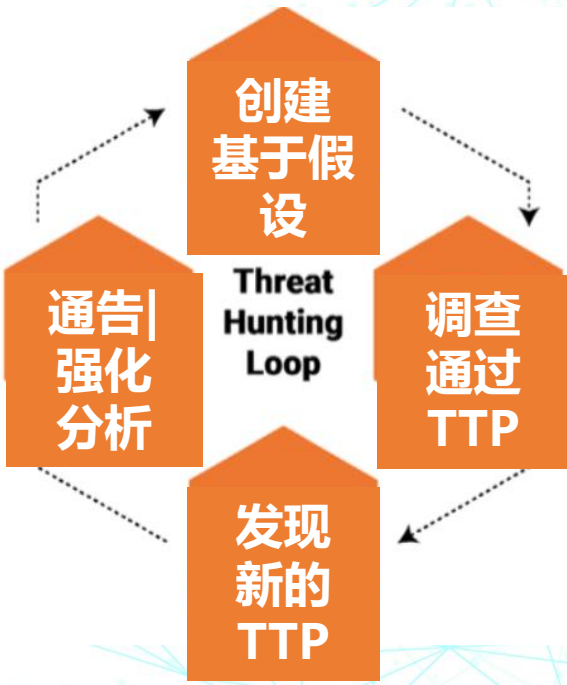 创建
基于假
设
Threat
Hunting
Loop
通告|
强化
分析
调查
通过
TTP
发现
新的
TTP